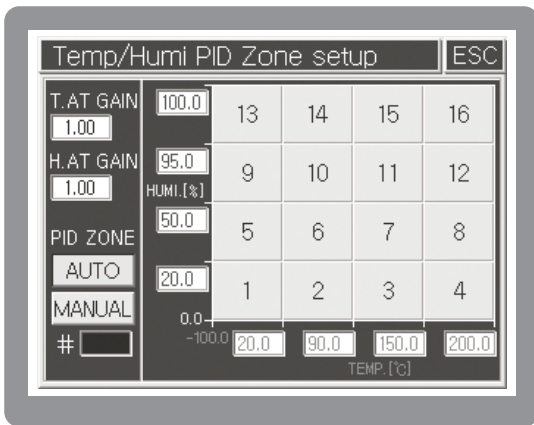 Temp/Humi PID Zone setup ESC
T.AT GAIN
1.00
H.AT GAIN
1.00
PID ZONE
AUTO
MANUAL
#
100.0 13 14 15 16
95.0 9 10 11 12
HUMI.[%]
50.0 5 6 7 8
20.0 1 2 3 4
0.0
-100.0 20.0 90.0 150.0 200.0
TEMP.[℃]